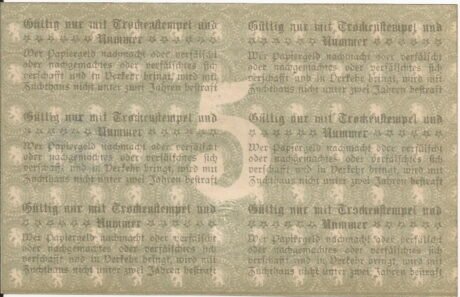 Gültig nur mit Trockenstempel und
Nummer
Wer Papiergeld nachmacht oder verfälscht
oder nachgemachtes oder verfälschtes sich
verschafft und in Verkehr bringt, wird mit
Zuchthaus nicht unter zwei Jahren bestraft
Gültig nur mit Trockenstempel und
Nummer
Wer Papiergeld nachmacht oder verfälscht
oder nachgemachtes oder verfälschtes sich
verschafft und in Verkehr bringt, wird mit
Zuchthaus nicht unter zwei Jahren bestraft
5
Gültig nur mit Trockenstempel und
Nummer
Wer Papiergeld nachmacht oder verfälscht
oder nachgemachtes oder verfälschtes sich
verschafft und in Verkehr bringt, wird mit
Zuchthaus nicht unter zwei Jahren bestraft
Gültig nur mit Trockenstempel und
Nummer
Wer Papiergeld nachmacht oder verfälscht
oder nachgemachtes oder verfälschtes sich
verschafft und in Verkehr bringt, wird mit
Zuchthaus nicht unter zwei Jahren bestraft
Gültig nur mit Trockenstempel und
Nummer
Wer Papiergeld nachmacht oder verfälscht
oder nachgemachtes oder verfälschtes sich
verschafft und in Verkehr bringt, wird mit
Zuchthaus nicht unter zwei Jahren bestraft
Gültig nur mit Trockenstempel und
Nummer
Wer Papiergeld nachmacht oder verfälscht
oder nachgemachtes oder verfälschtes sich
verschafft und in Verkehr bringt, wird mit
Zuchthaus nicht unter zwei Jahren bestraft